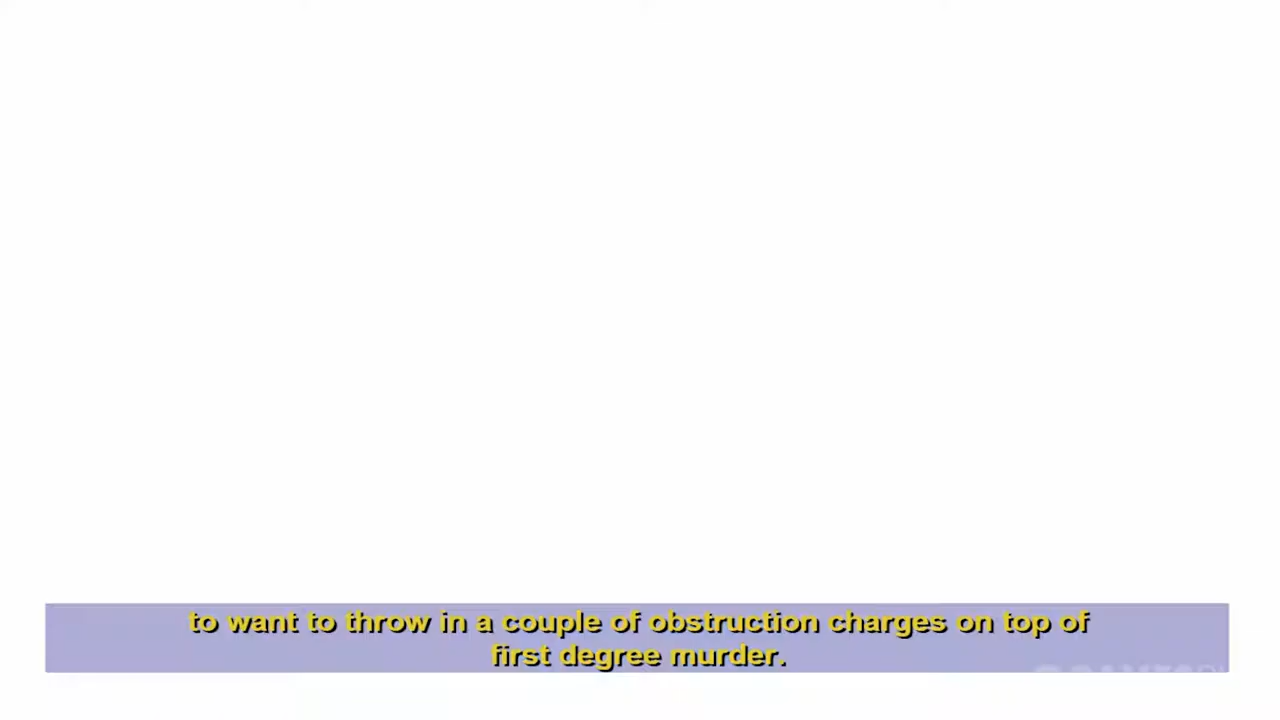 to want to throw in a couple of obstruction charges on top of
first degree murder.